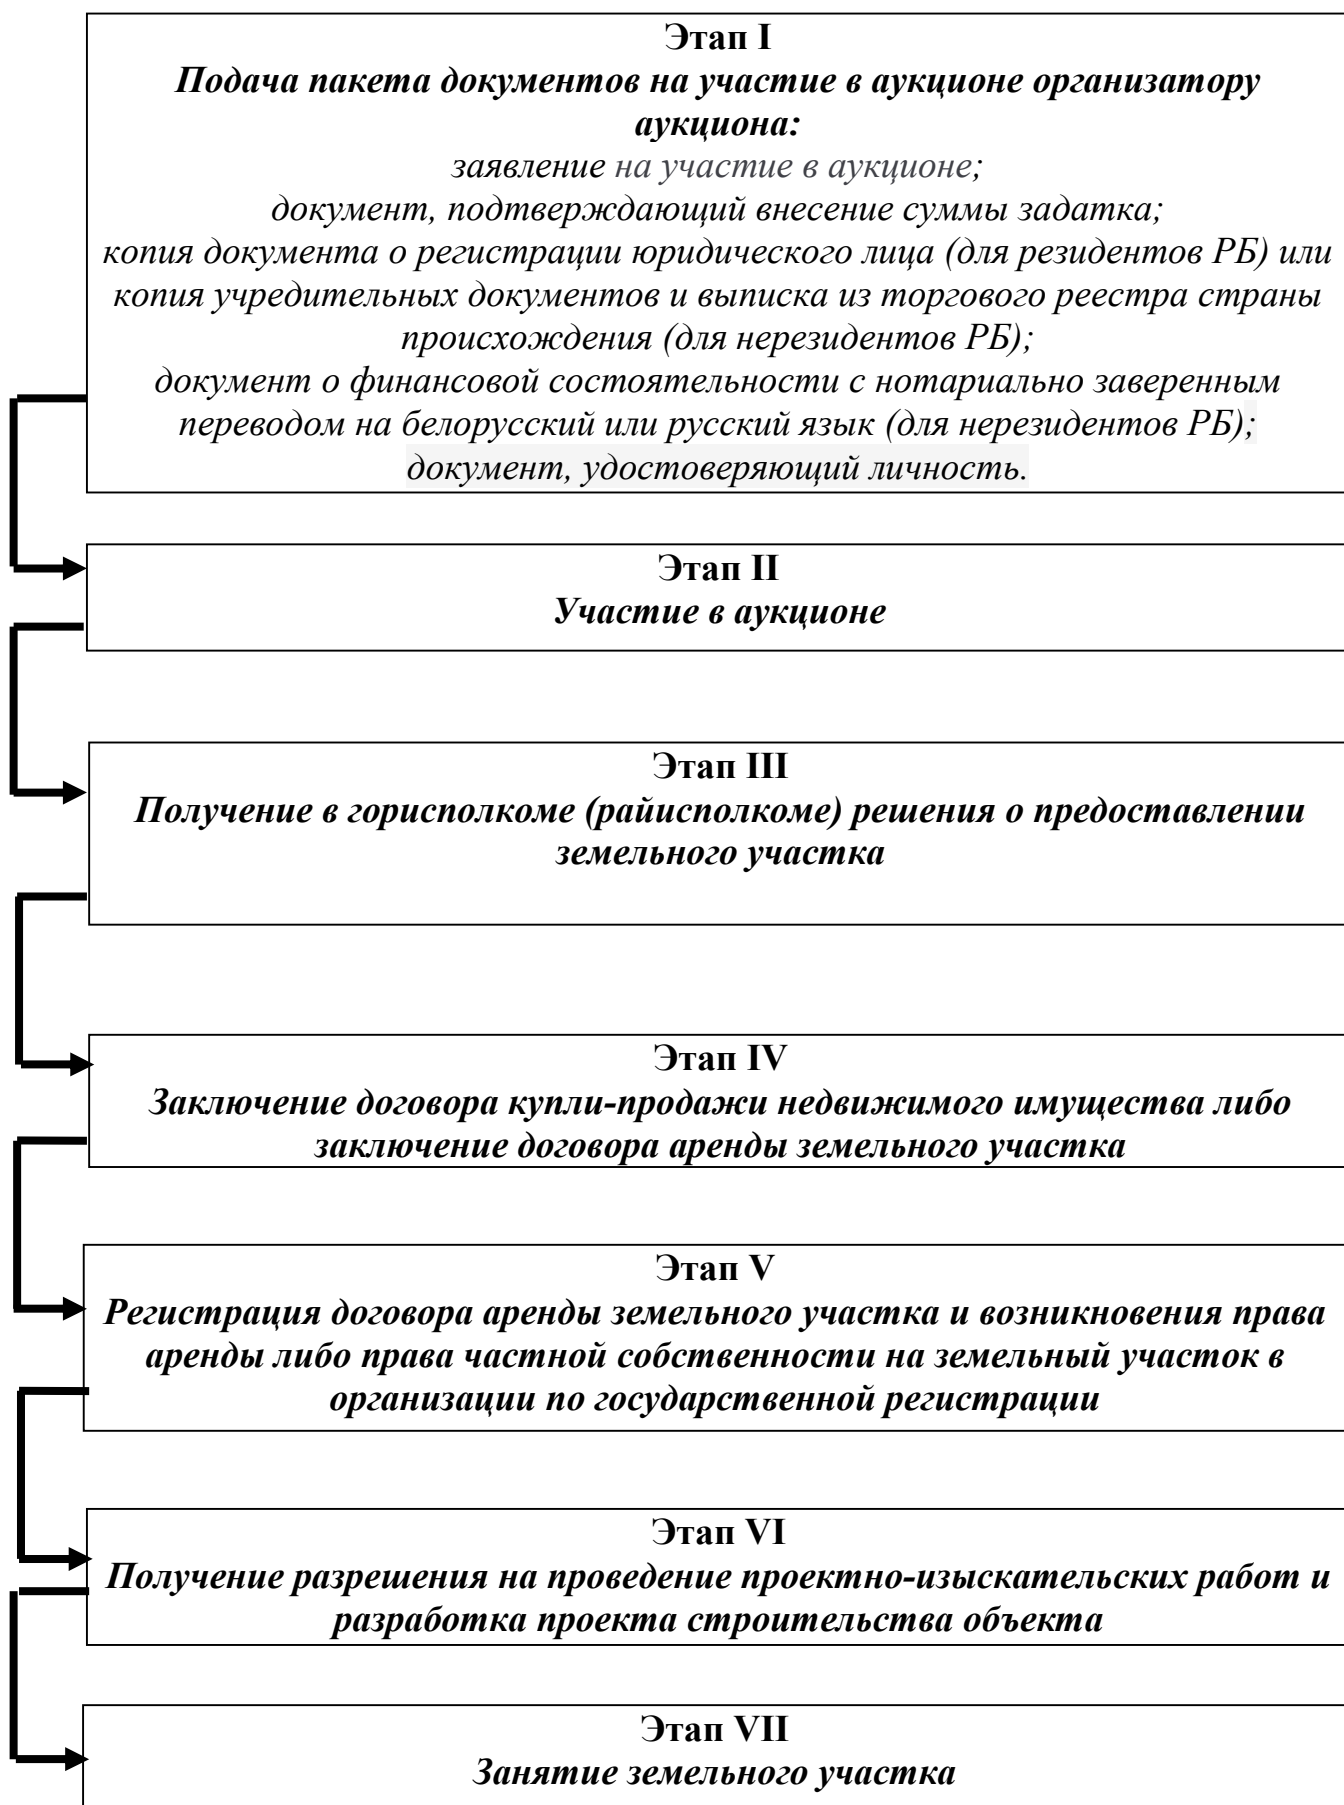 Этап I
Подача пакета документов на участие в аукционе организатору
аукциона:
заявление на участие в аукционе;
документ, подтверждающий внесение суммы задатка;
копия документа о регистрации юридического лица (для резидентов РБ) или
копия учредительных документов и выписка из торгового реестра страны
происхождения (для нерезидентов РБ);
документ о финансовой состоятельности с нотариально заверенным
переводом на белорусский или русский язык (для нерезидентов РБ);
документ, удостоверяющий личность.
Этап II
Участие в аукционе
Этап III
Получение в горисполкоме (райисполкоме) решения о предоставлении
земельного участка
Этап IV
Заключение договора купли-продажи недвижимого имущества либо
заключение договора аренды земельного участка
Этап V
Регистрация договора аренды земельного участка и возникновения права
аренды либо права частной собственности на земельный участок в
организации по государственной регистрации
Этап VI
Получение разрешения на проведение проектно-изыскательских работ и
разработка проекта строительства объекта
Этап VII
Занятие земельного участка